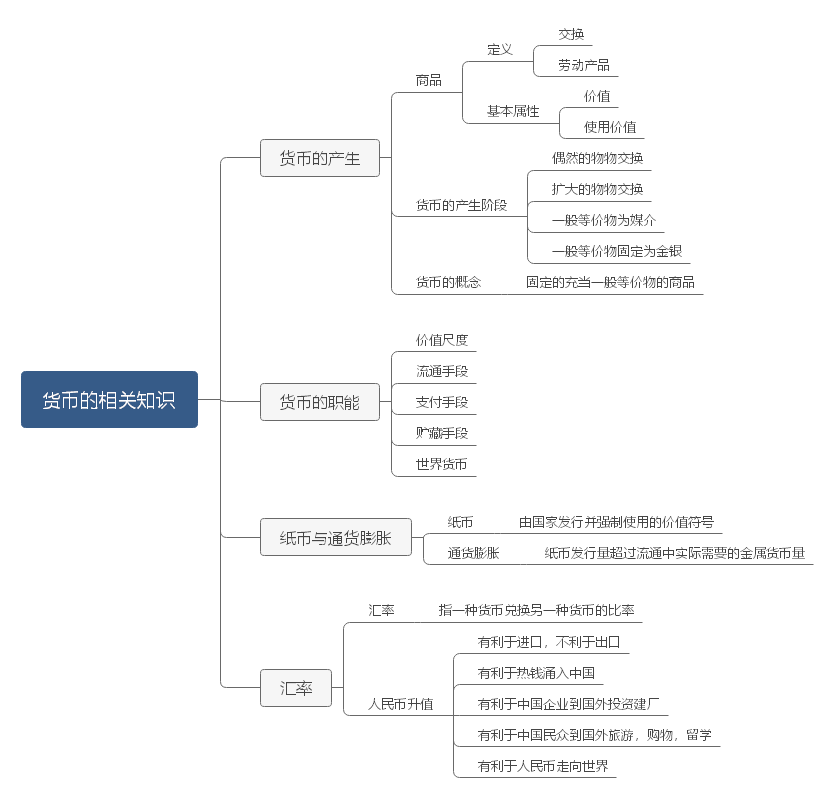 货币的相关知识
货币的产生
商品
定义
交换
劳动产品
基本属性
价值
使用价值
货币的产生阶段
偶然的物物交换
扩大的物物交换
一般等价物为媒介
一般等价物固定为金银
货币的概念
固定的充当一般等价物的商品
货币的职能
价值尺度
流通手段
支付手段
贮藏手段
世界货币
纸币与通货膨胀
纸币
由国家发行并强制使用的价值符号
通货膨胀
纸币发行量超过流通中实际需要的金属货币量
汇率
汇率
指一种货币兑换另一种货币的比率
人民币升值
有利于进口，不利于出口
有利于热钱涌入中国
有利于中国企业到国外投资建厂
有利于中国民众到国外旅游，购物，留学
有利于人民币走向世界